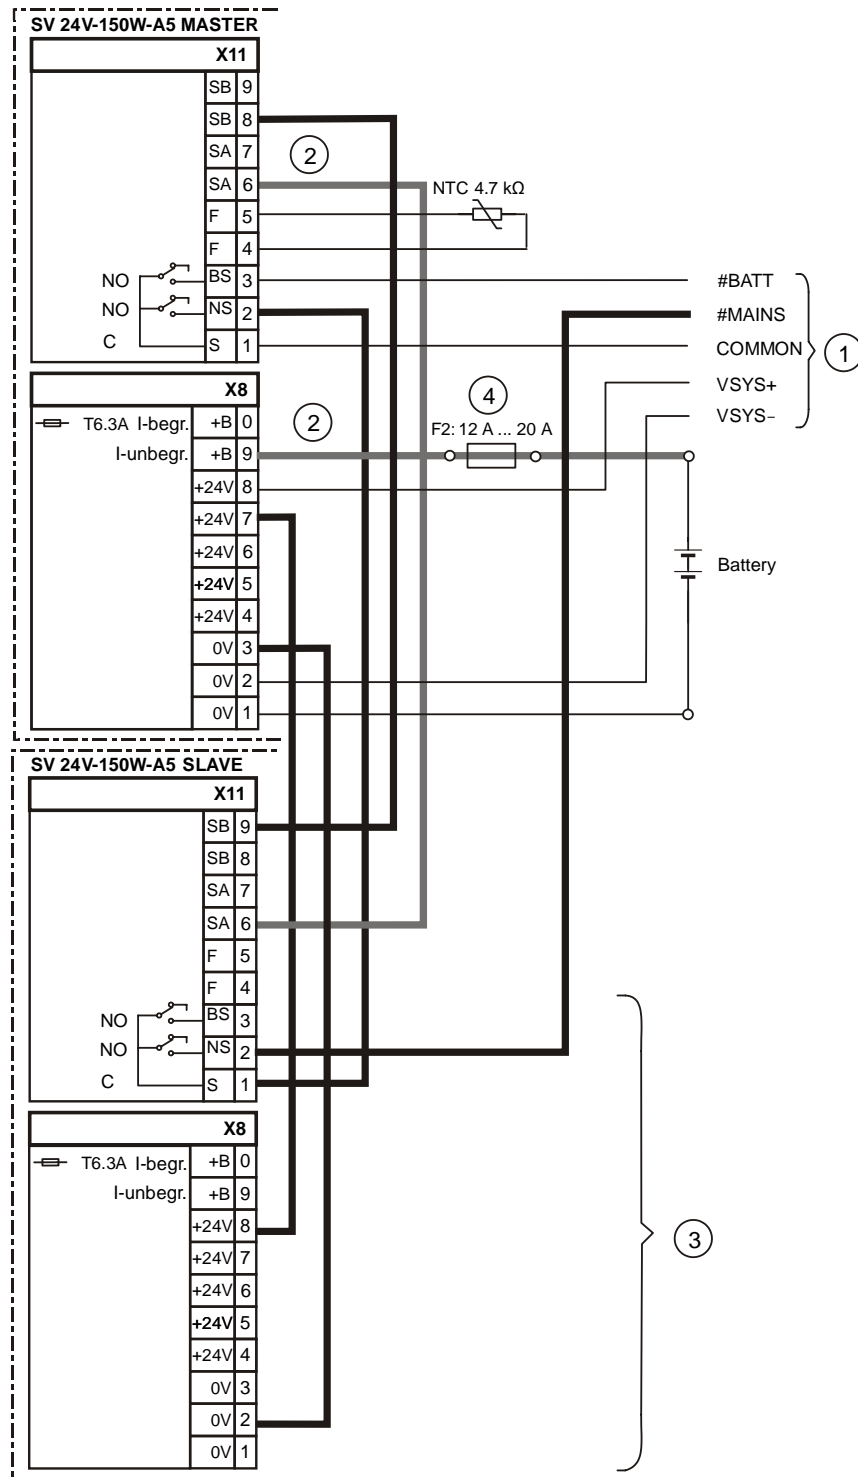 SV 24V-150W-A5 MASTER
X11
SB 9
SB 8
SA 7
2
SA 6
NTC 4.7 kΩ
F 5
F 4
NO BS 3 #BATT
NO NS 2 #MAINS
C S 1 COMMON
1
VSYS+
VSYS−
X8
4
T6.3A I-begr. +B 0
2
F2: 12 A ... 20 A
I-unbegr. +B 9
+24V 8
+24V 7
+24V 6
+24V 5
Battery
+24V 4
0V 3
0V 2
0V 1
SV 24V-150W-A5 SLAVE
X11
SB 9
SB 8
SA 7
SA 6
F 5
F 4
NO BS 3
NO NS 2
C S 1
X8
T6.3A I-begr. +B 0
I-unbegr. +B 9
+24V 8
3
+24V 7
+24V 6
+24V 5
+24V 4
0V 3
0V 2
0V 1